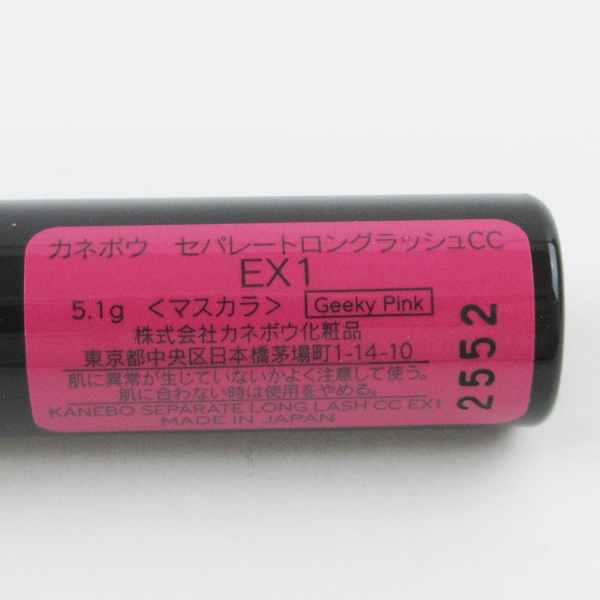 カネボウ　セパレートロングラッシュCC
EX1
5.1g ＜マスカラ＞ Geeky Pink
株式会社カネボウ化粧品
東京都中央区日本橋茅場町1-14-10
肌に異常が生じていないかよく注意して使う。
肌に合わない時は使用をやめる。
KANEBO SEPARATE LONG LASH CC EX1
MADE IN JAPAN
2552